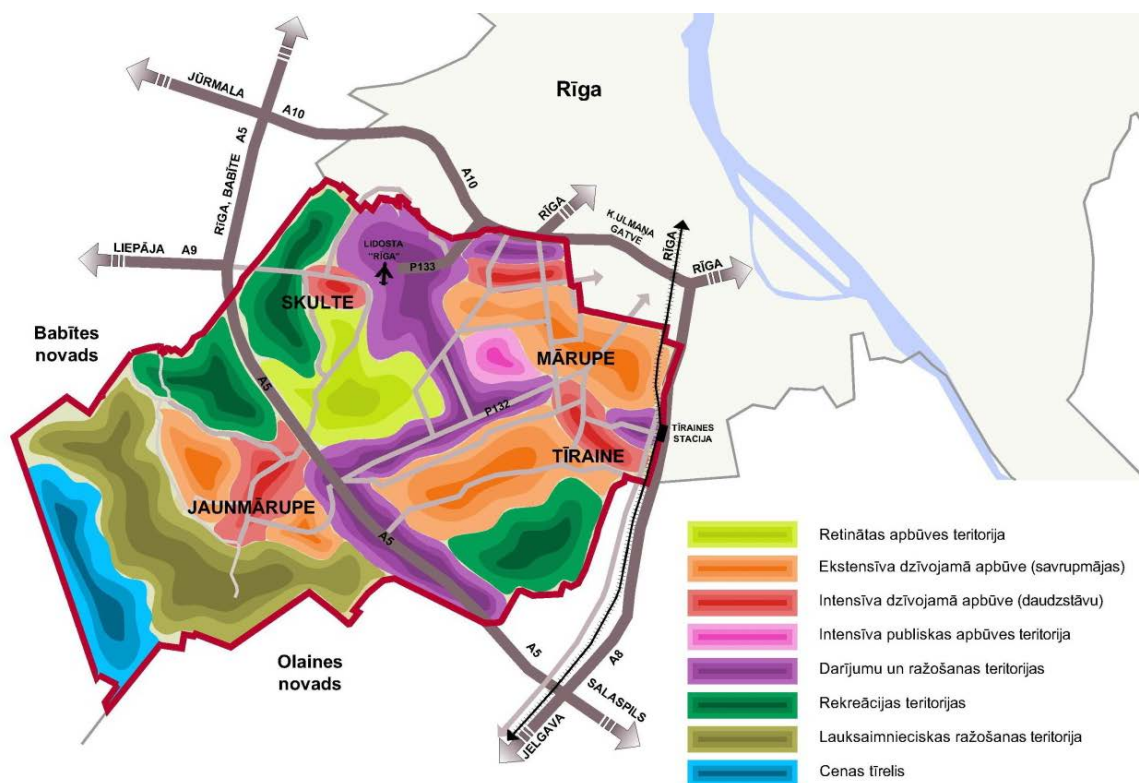 Rīga
JŪRMALA
A10
A5
RĪGA, BABĪTE
A10
RĪGA
K.ULMAŅA
GATVE
RĪGA
RĪGA
LIEPĀJA
A9
LIDOSTA
"RĪGA"
P133
SKULTE
Babītes
novads
MĀRUPE
A5
P132
TĪRAINES
STACIJA
TĪRAINE
JAUNMĀRUPE
A5
Olaines
novads
A5
A8
SALASPILS
JELGAVA
Retinātas apbūves teritorija
Ekstensīva dzīvojamā apbūve (savrupmājas)
Intensīva dzīvojamā apbūve (daudzstāvu)
Intensīva publiskas apbūves teritorija
Darījumu un ražošanas teritorijas
Rekreācijas teritorijas
Lauksaimnieciskas ražošanas teritorija
Cenas tīrelis